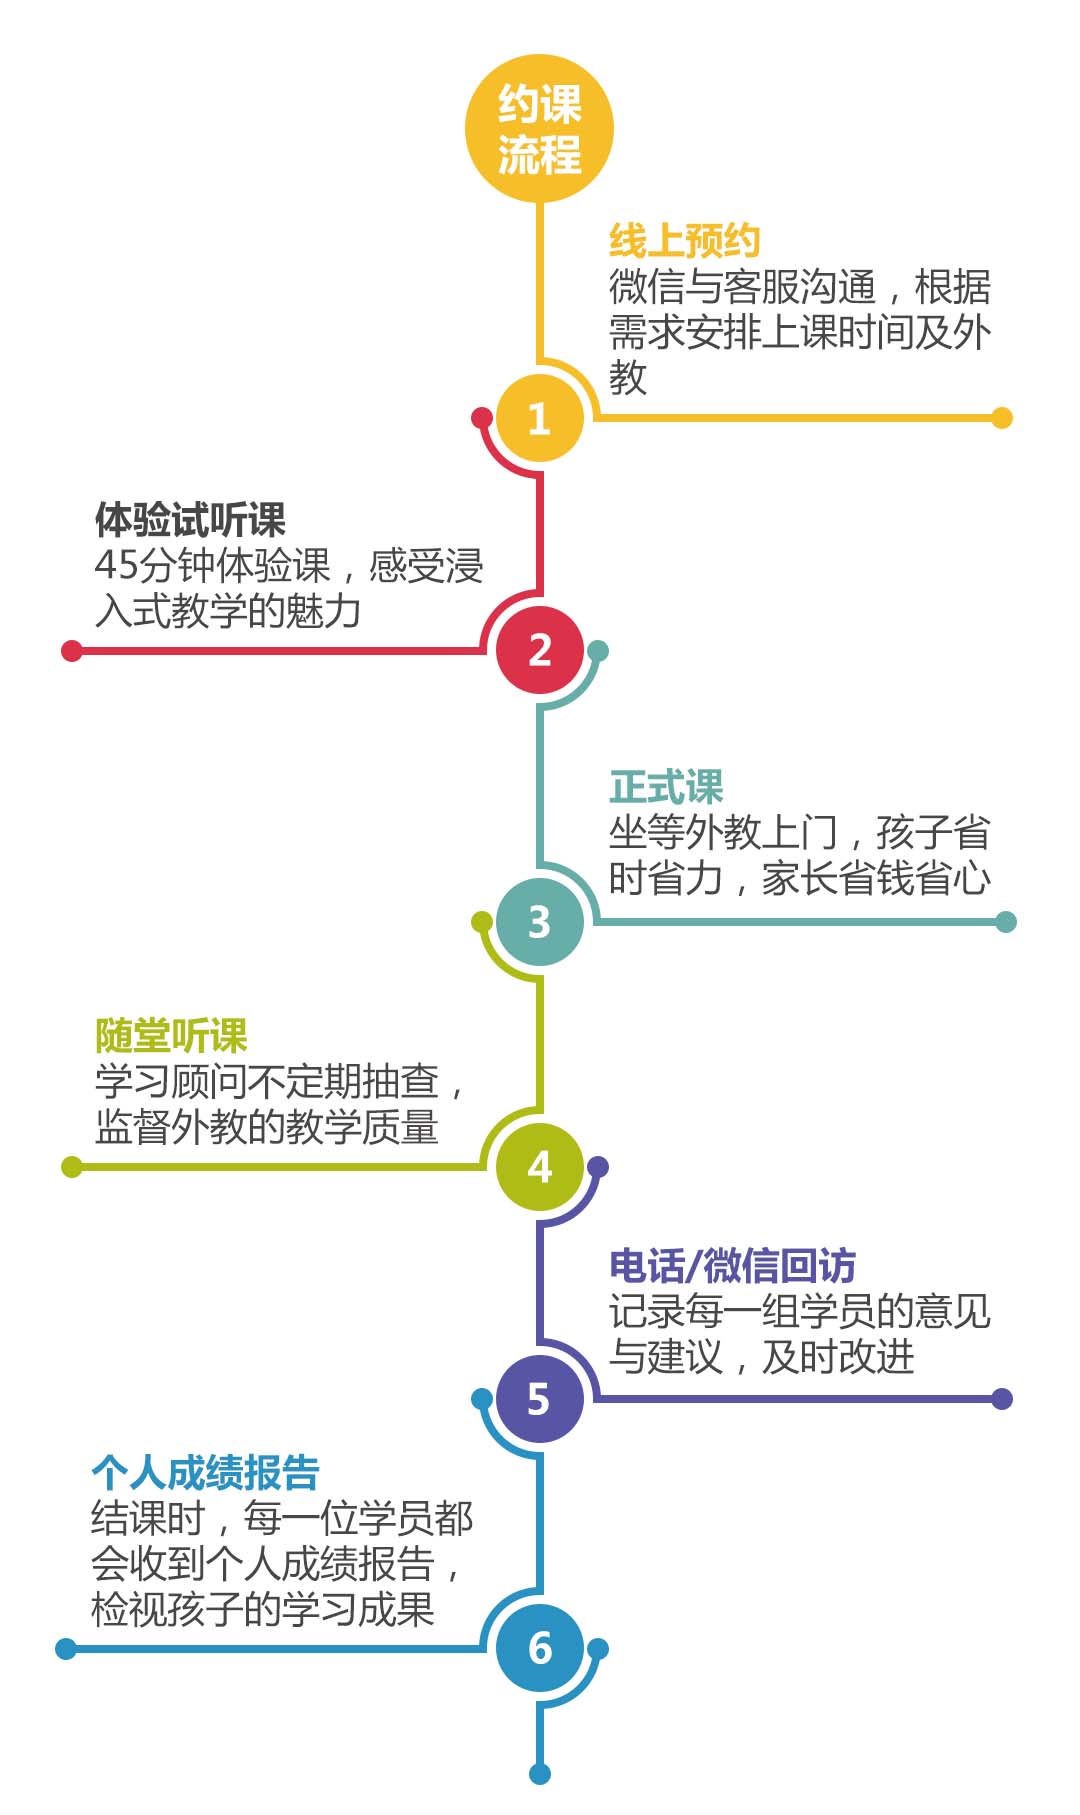 约课
流程
线上预约
微信与客服沟通，根据
需求安排上课时间及外
教
1
体验试听课
45分钟体验课，感受浸
入式教学的魅力
2
正式课
坐等外教上门，孩子省
时省力，家长省钱省心
3
随堂听课
学习顾问不定期抽查，
监督外教的教学质量
4
电话/微信回访
记录每一组学员的意见
与建议，及时改进
5
个人成绩报告
结课时，每一位学员都
会收到个人成绩报告，
检视孩子的学习成果
6